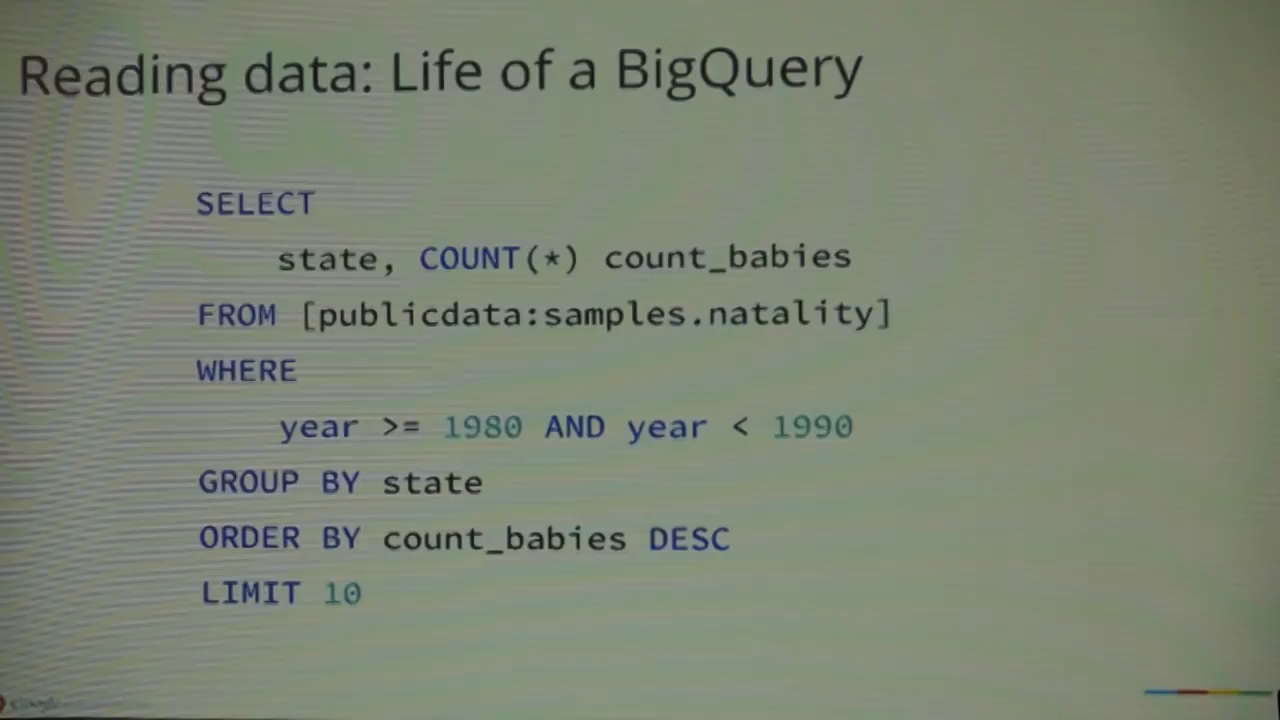 Reading data: Life of a BigQuery
SELECT
state, COUNT(*) count_babies
FROM [publicdata:samples.natality]
WHERE
year >= 1980 AND year < 1990
GROUP BY state
ORDER BY count_babies DESC
LIMIT 10
Google